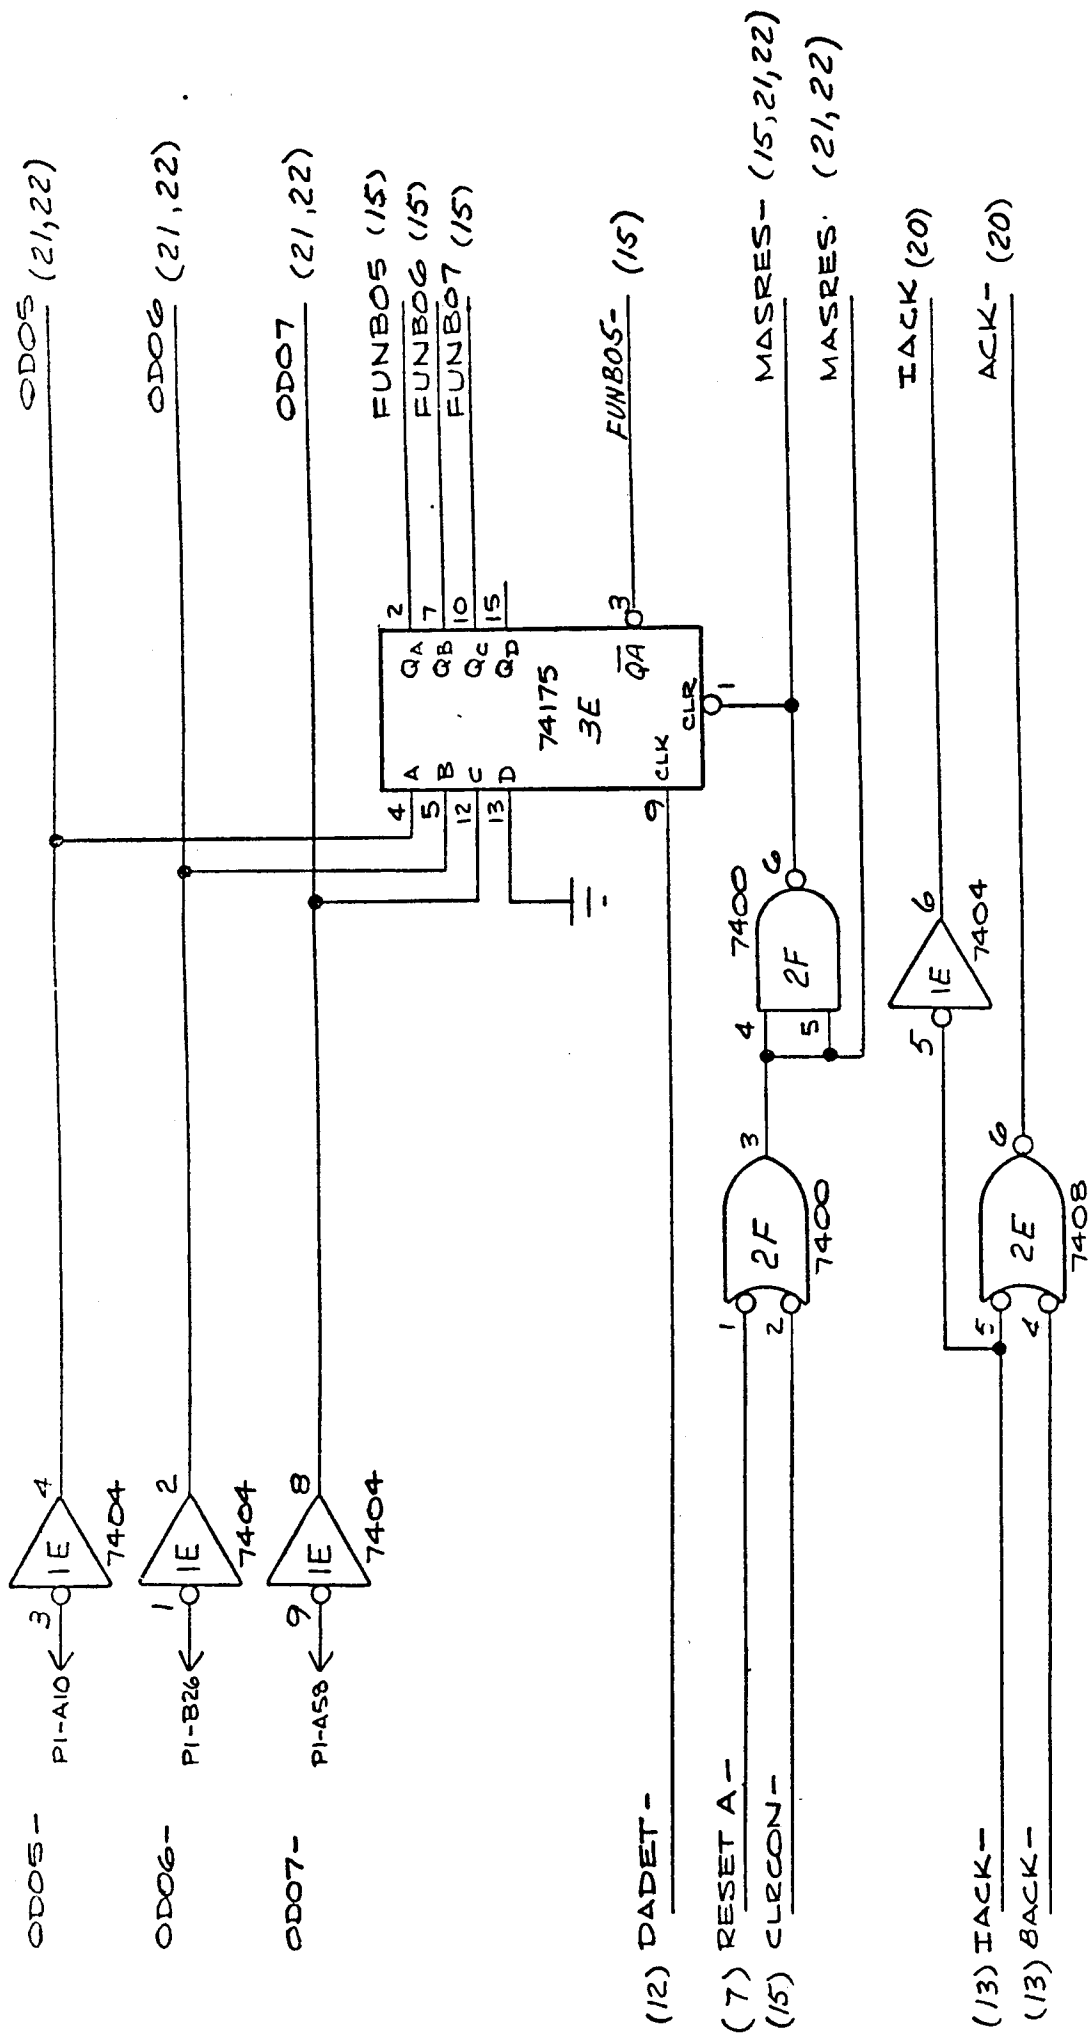 ODO5-
P1-A10
3
1E
4
7404
ODO5 (21,22)
ODO6-
P1-B26
1
1E
2
7404
ODO6 (21,22)
ODO7-
P1-A58
9
1E
8
7404
ODO7 (21,22)
4 A
5 B
12 C
13 D
QA 2
QB 7
QC 10
QD 15
FUNBO5 (15)
FUNBO6 (15)
FUNBO7 (15)
74175
3E
Q̅A̅ 3
FUNBO5- (15)
9 CLK
CLR 1
(12) DADET-
(7) RESET A-
(15) CLRCON-
1
2
2F
3
7400
4
5
2F
6
7400
MASRES- (15,21,22)
MASRES (21,22)
5
1E
6
7404
IACK (20)
(13) IACK-
(13) BACK-
5
4
2E
6
7408
ACK- (20)